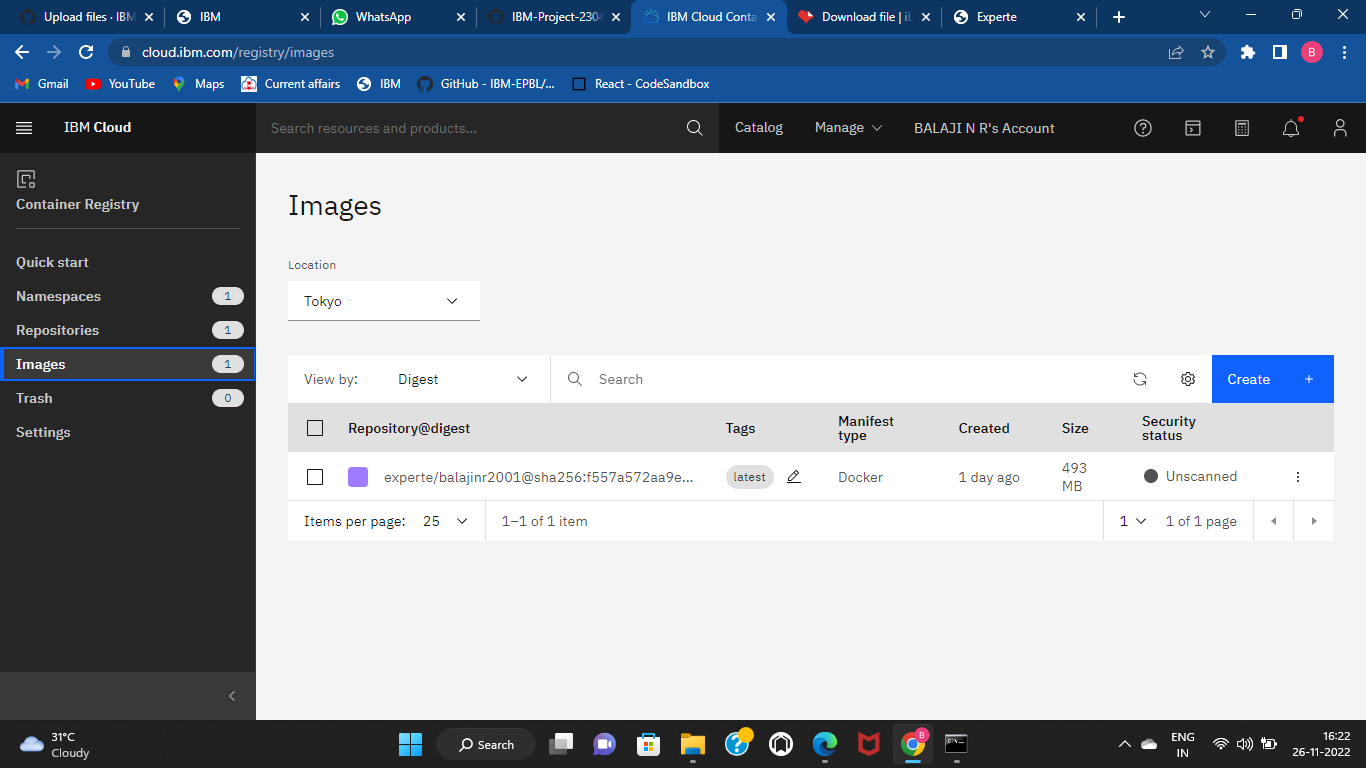 Upload files · IBM
IBM
WhatsApp
IBM-Project-2304
IBM Cloud Conta
Download file | iL
Experte
cloud.ibm.com/registry/images
B
Gmail
YouTube
Maps
Current affairs
IBM
GitHub - IBM-EPBL/...
React - CodeSandbox
IBM Cloud
Search resources and products...
Catalog
Manage
BALAJI N R's Account
Container Registry
Quick start
Namespaces 1
Repositories 1
Images 1
Trash 0
Settings
Images
Location
Tokyo
View by: Digest
Search
Create +
Repository@digest
Tags
Manifest
type
Created
Size
Security
status
experte/balajinr2001@sha256:f557a572aa9e...
latest
Docker
1 day ago
493
MB
Unscanned
Items per page: 25
1–1 of 1 item
1
1 of 1 page
31°C
Cloudy
Search
B
ENG
IN
16:22
26-11-2022